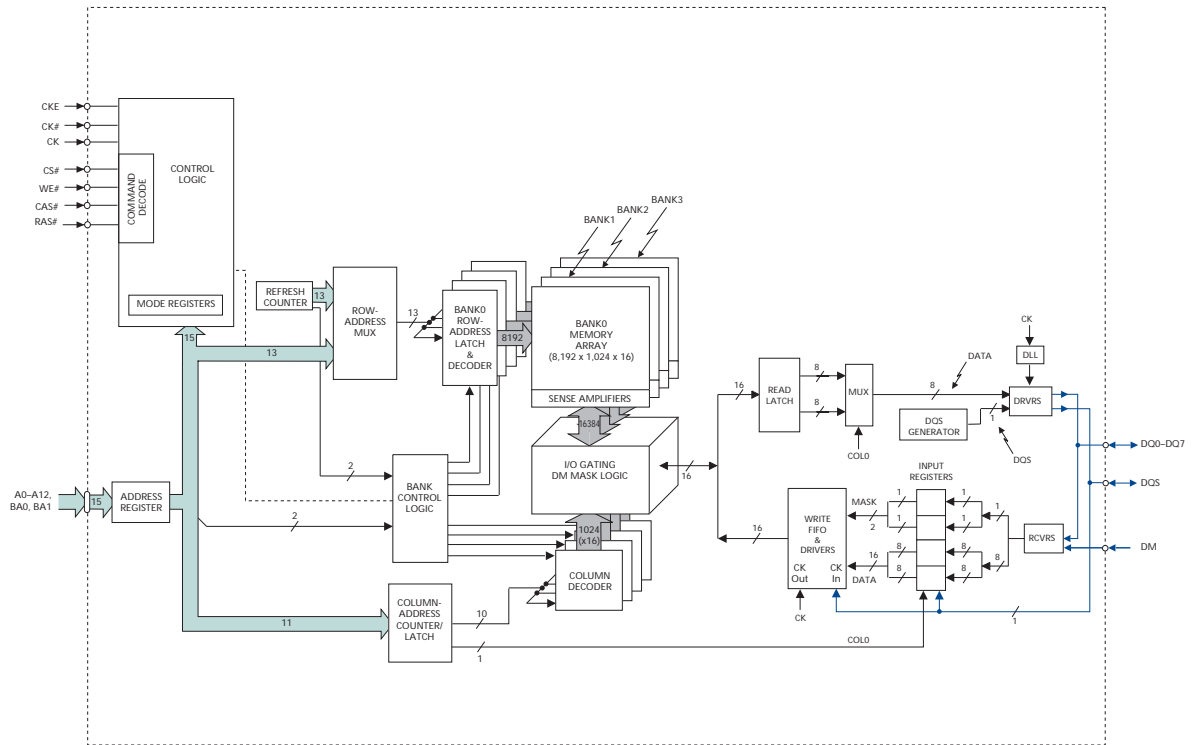 CKE
CK#
CK
CS#
WE#
CAS#
RAS#
COMMAND
DECODE
CONTROL
LOGIC
MODE REGISTERS
15
REFRESH
COUNTER
13
13
ROW-
ADDRESS
MUX
13
BANK0
ROW-
ADDRESS
LATCH
&
DECODER
8192
BANK1
BANK2
BANK3
BANK0
MEMORY
ARRAY
(8,192 x 1,024 x 16)
SENSE AMPLIFIERS
16384
I/O GATING
DM MASK LOGIC
16
A0–A12,
BA0, BA1
15
ADDRESS
REGISTER
2
2
BANK
CONTROL
LOGIC
1024
(x16)
COLUMN
DECODER
11
COLUMN-
ADDRESS
COUNTER/
LATCH
10
1
COL0
16
READ
LATCH
8
8
MUX
COL0
8
DATA
CK
DLL
DRVRS
DQS
GENERATOR
1
DQS
DQ0–DQ7
DQS
DM
INPUT
REGISTERS
16
WRITE
FIFO
&
DRIVERS
CK
Out
CK
In
CK
MASK
2
16
DATA
1
1
8
8
1
1
8
8
1
8
RCVRS
1